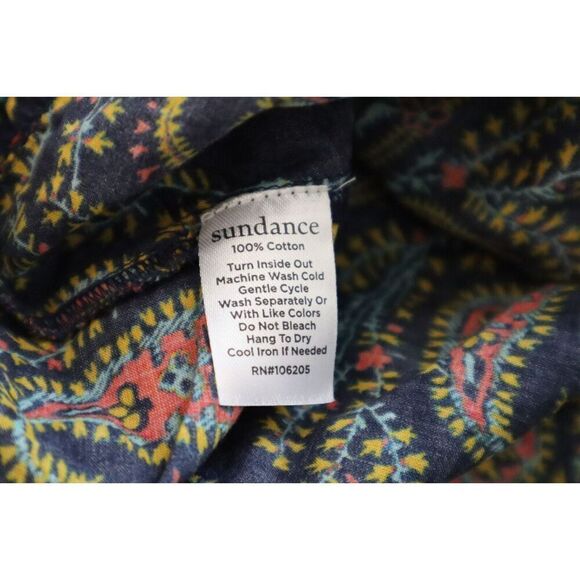 sundance
100% Cotton
Turn Inside Out
Machine Wash Cold
Gentle Cycle
Wash Separately Or
With Like Colors
Do Not Bleach
Hang To Dry
Cool Iron If Needed
RN#106205